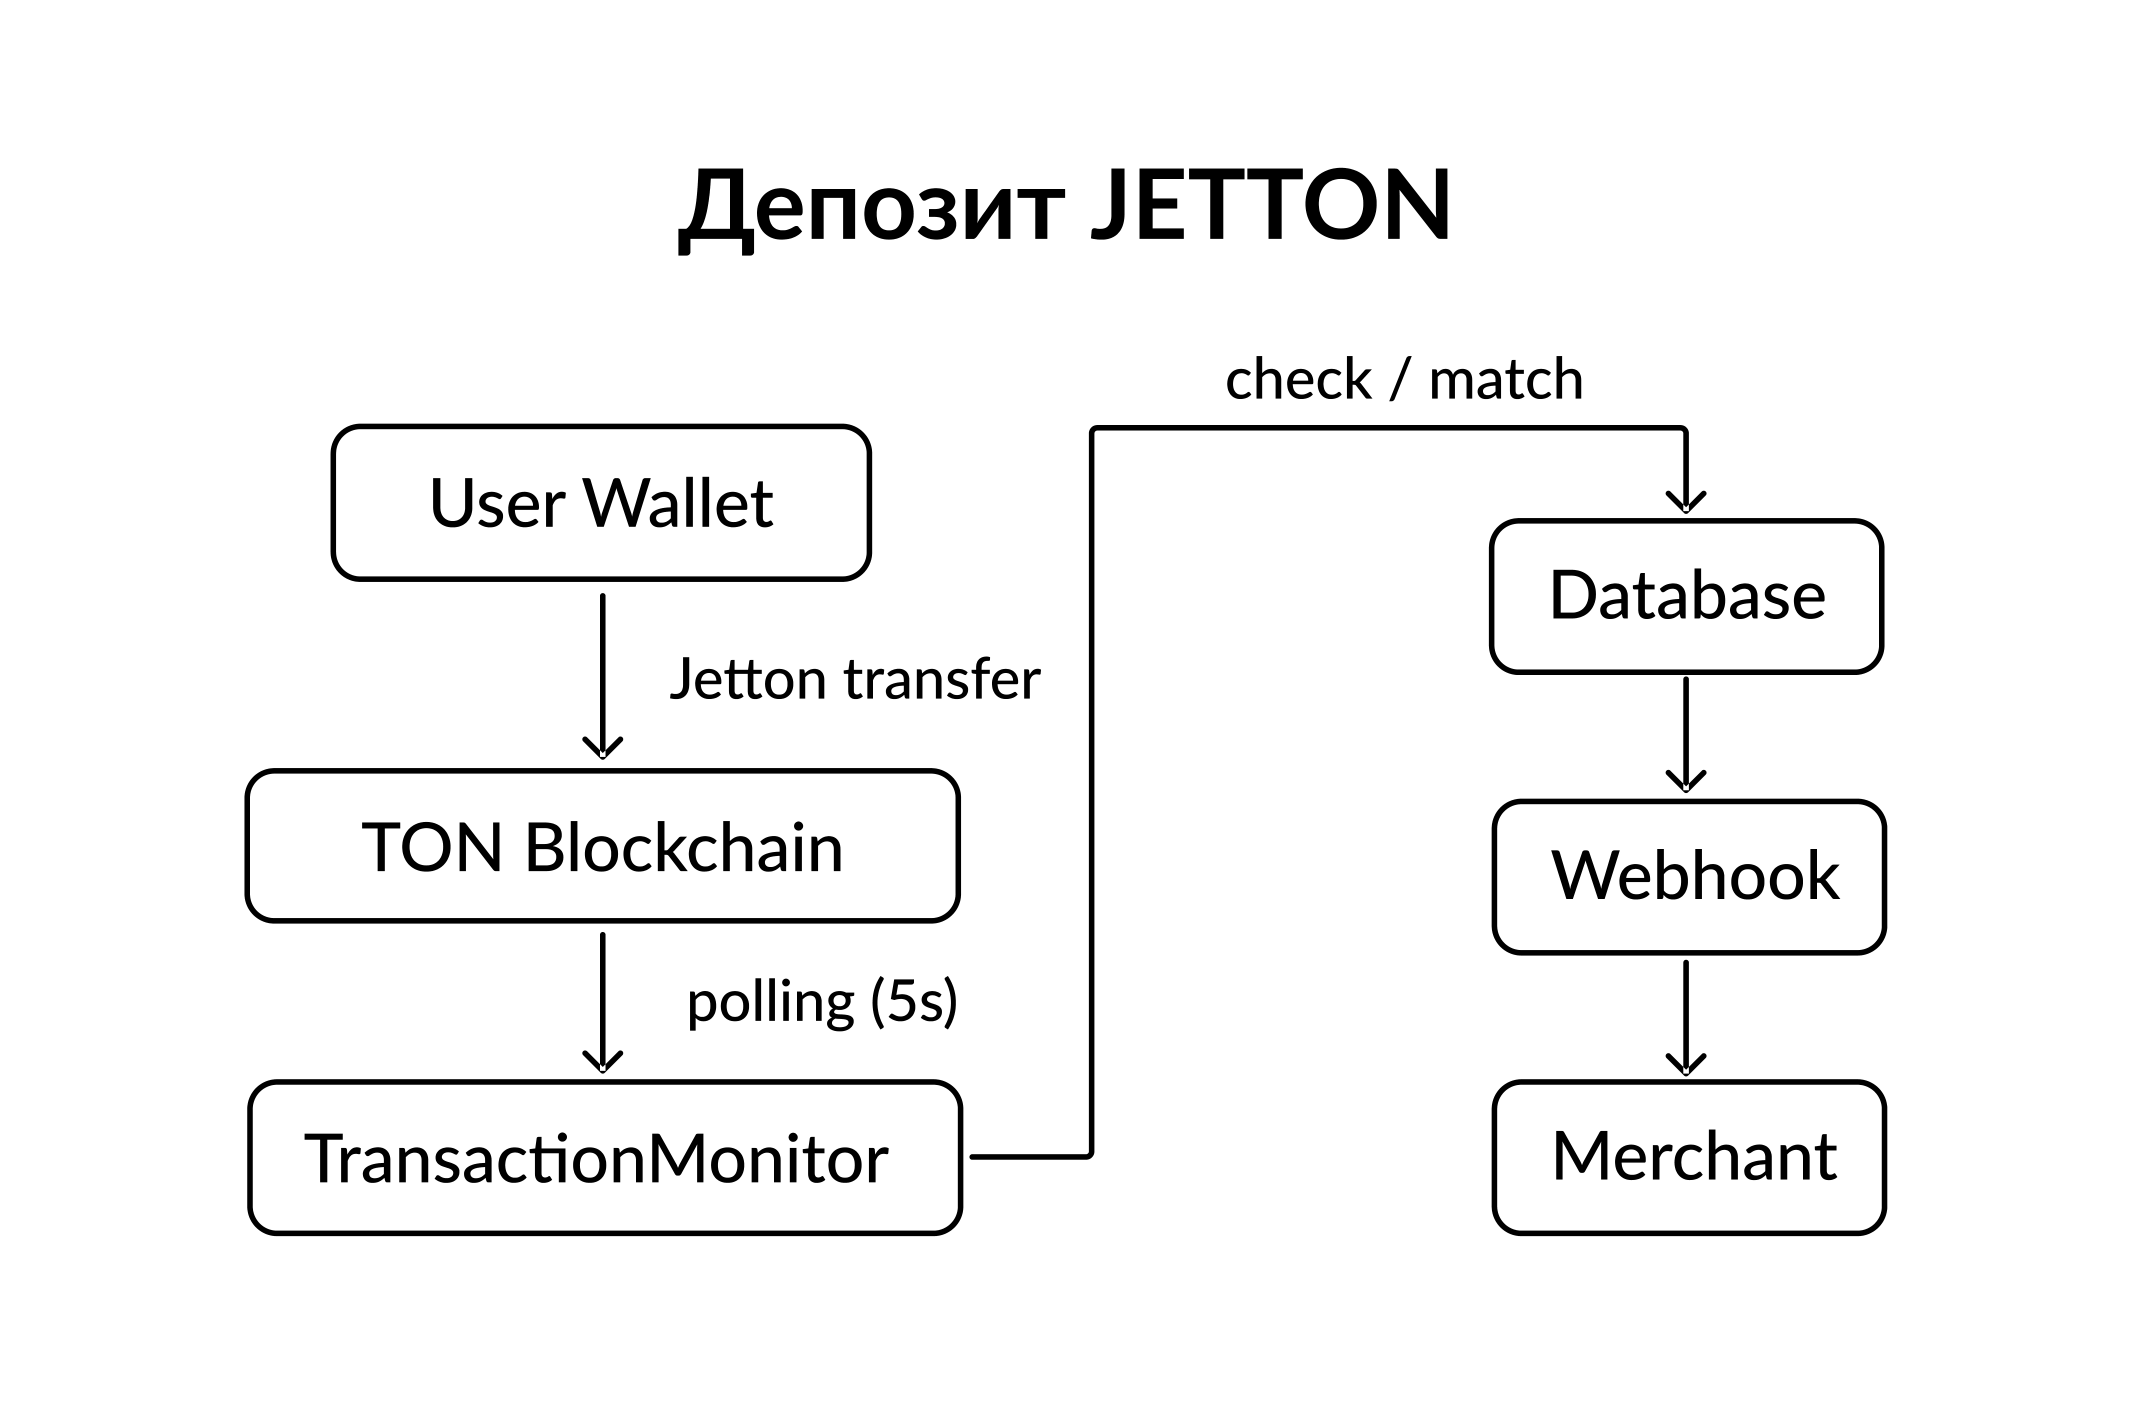 Депозит JETTON
User Wallet
Jetton transfer
TON Blockchain
polling (5s)
TransactionMonitor
check / match
Database
Webhook
Merchant